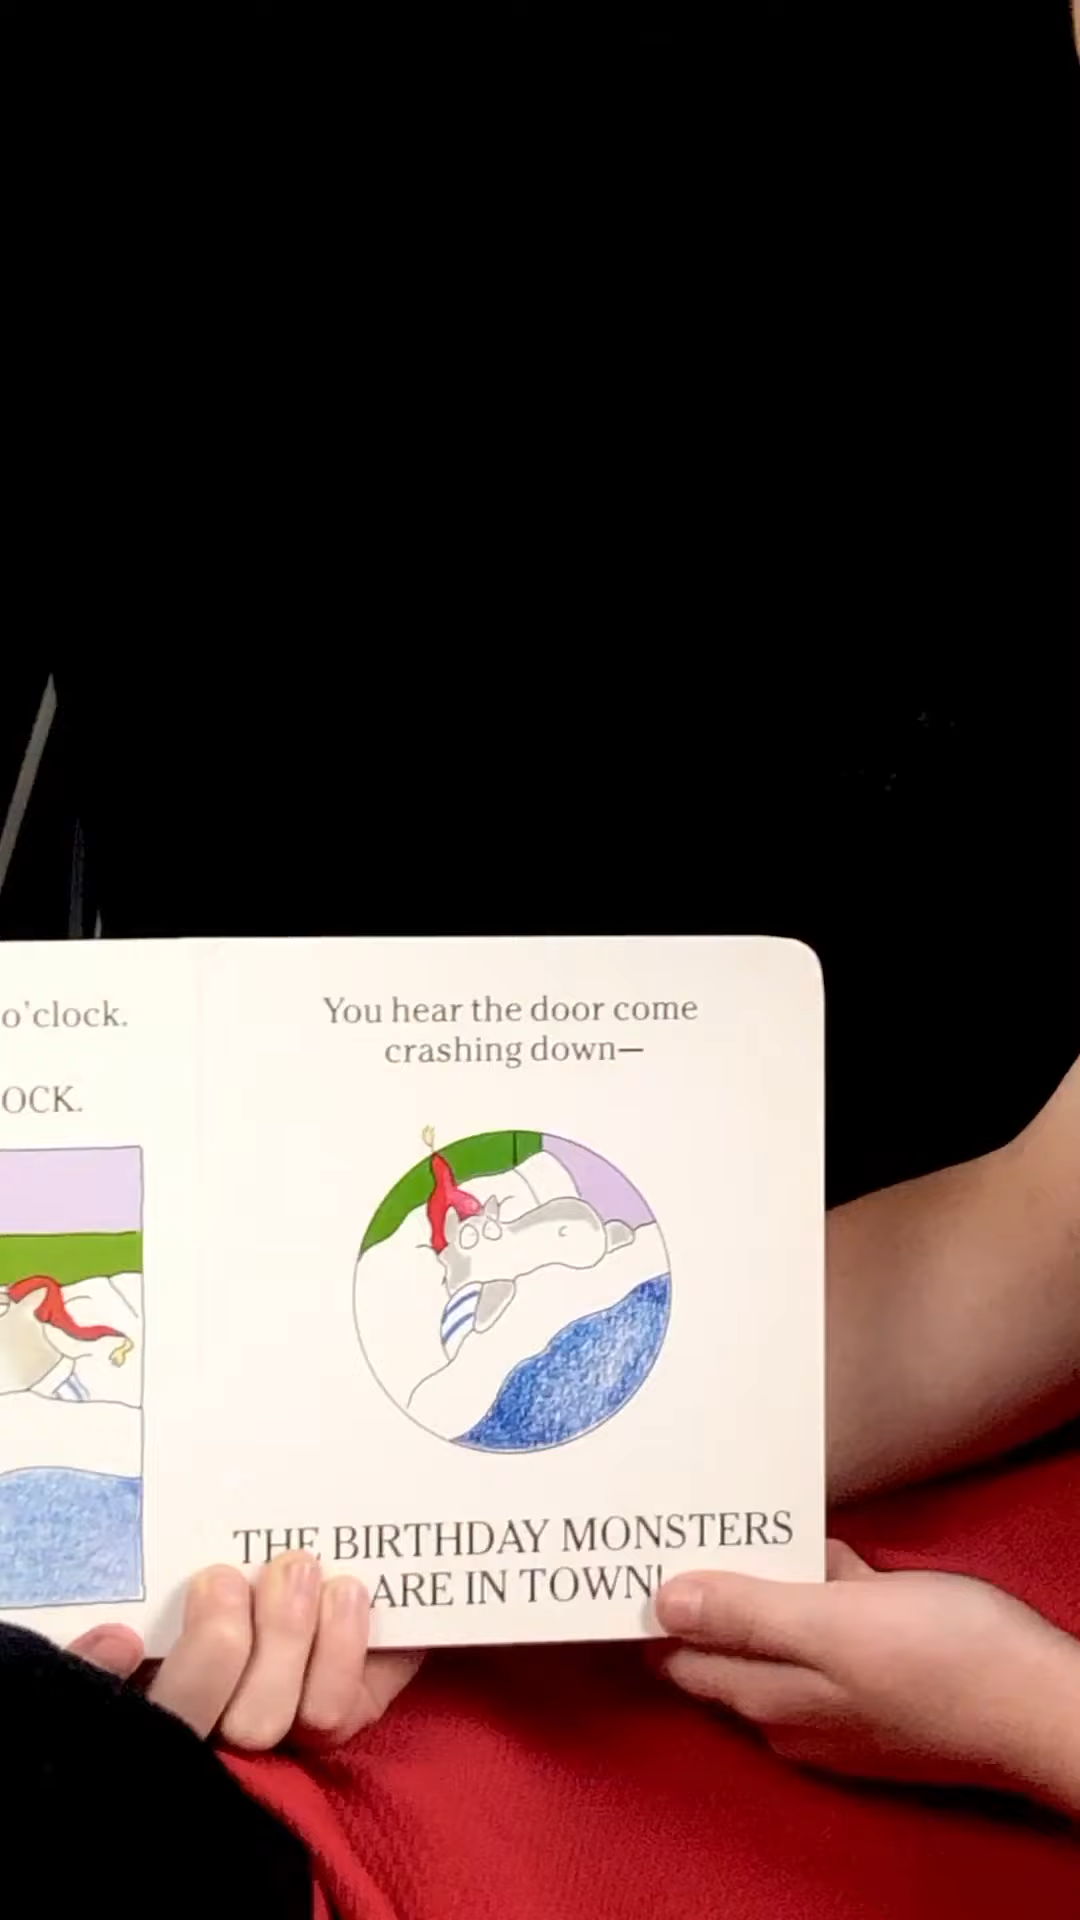 o'clock.
OCK.
You hear the door come
crashing down—
THE BIRTHDAY MONSTERS
ARE IN TOWN!